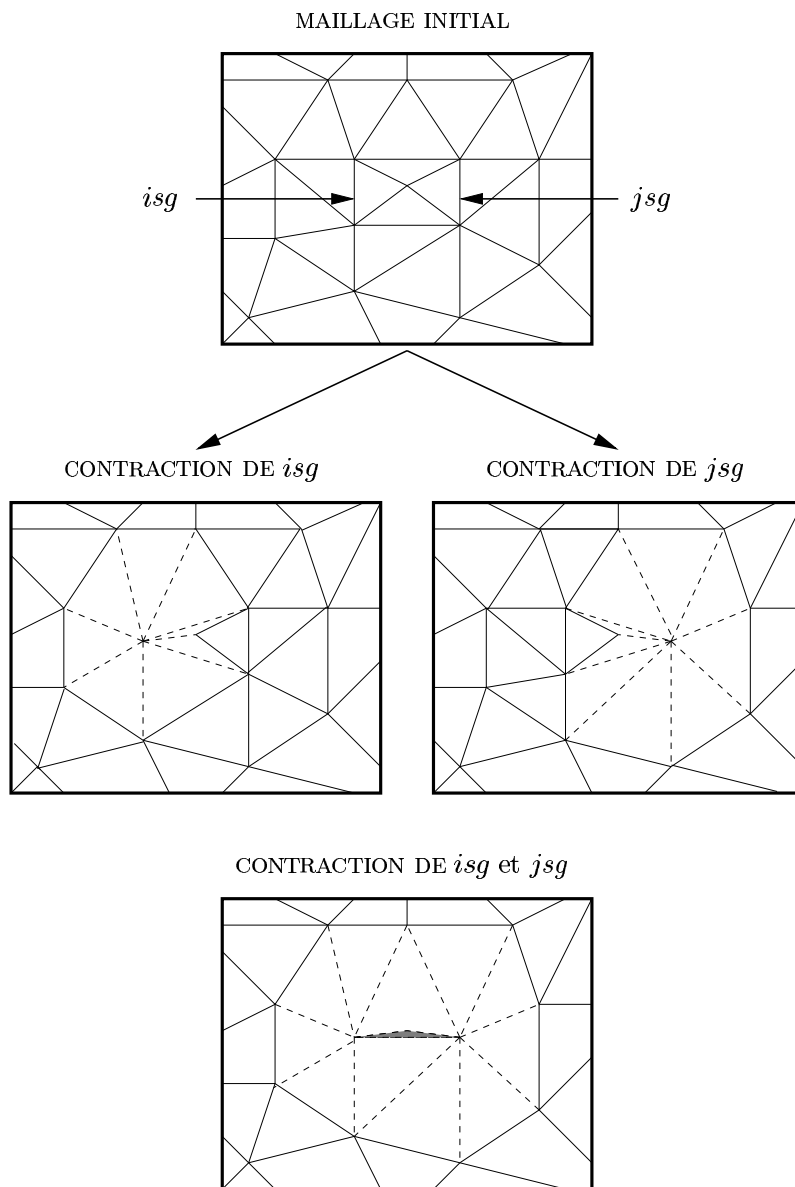 MAILLAGE INITIAL
isg
jsg
CONTRACTION DE isg
CONTRACTION DE jsg
CONTRACTION DE isg et jsg